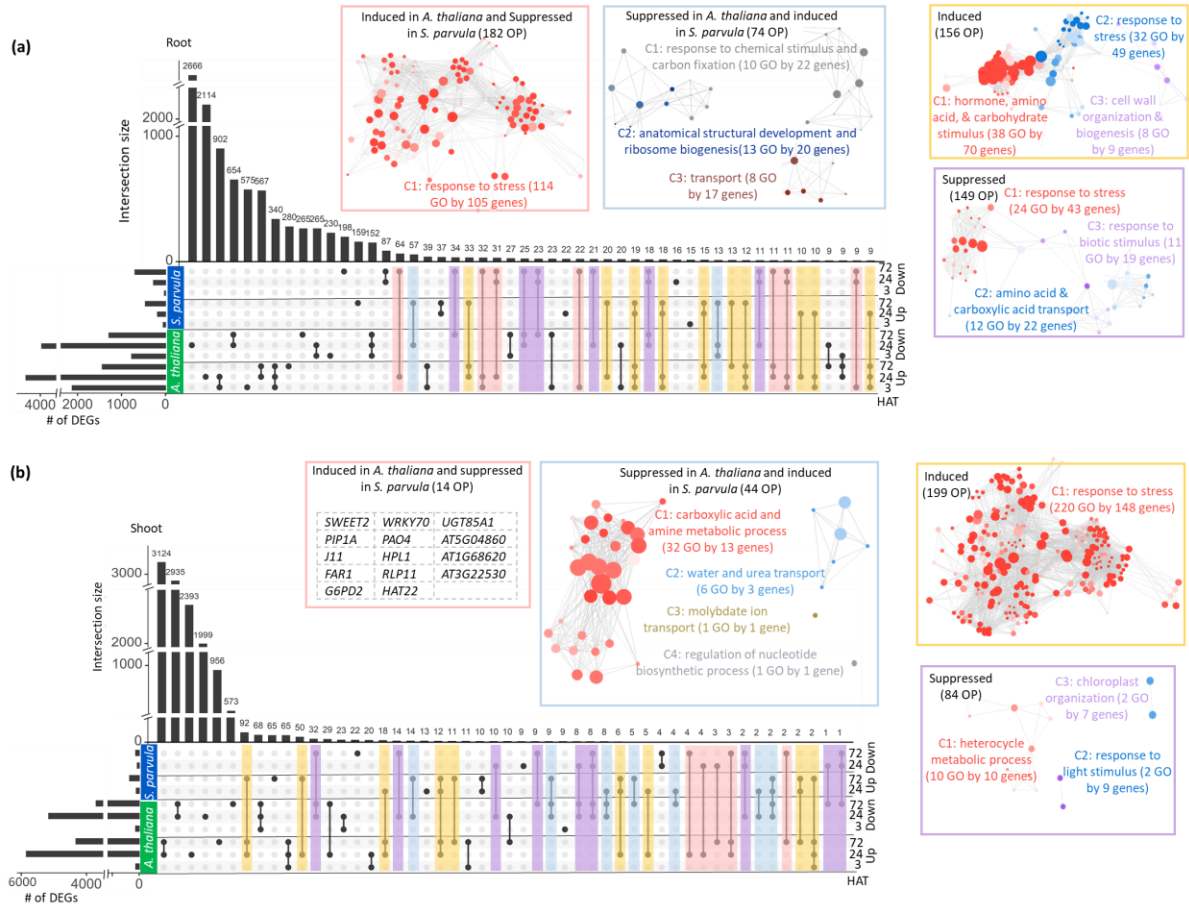 (a)
Root
Induced in A. thaliana and Suppressed
in S. parvula (182 OP)
C1: response to stress (114
GO by 105 genes)
Suppressed in A. thaliana and induced
in S. parvula (74 OP)
C1: response to chemical stimulus and
carbon fixation
(10 GO by 22 genes)
C2: anatomical structural development and
ribosome biogenesis(13 GO by 20 genes)
C3: transport (8 GO
by 17 genes)
Induced
(156 OP)
C2: response to
stress (32 GO by
49 genes)
C1: hormone, amino
acid, & carbohydrate
stimulus (38 GO by
70 genes)
C3: cell wall
organization &
biogenesis (8 GO
by 9 genes)
Suppressed
(149 OP)
C1: response to stress
(24 GO by 43 genes)
C3: response to
biotic stimulus (11
GO by 19 genes)
C2: amino acid &
carboxylic acid transport
(12 GO by 22 genes)
Intersection size
2000
1000
0
2666 2114 902 654 575 567 340 280 265 265 230 198 159 152 87 64 57 39 37 34 33 32 31 27 25 23 23 22 22 21 20 20 19 18 16 15 15 13 13 12 11 11 11 10 10 9 9 9 9
S. parvula
A. thaliana
72
24
3
Down
72
24
3
Up
72
24
3
Down
72
24
3
Up
HAT
4000 2000 1000 0
# of DEGs
(b)
Shoot
Induced in A. thaliana and suppressed
in S. parvula (14 OP)
SWEET2 WRKY70 UGT85A1
PIP1A PAO4 AT5G04860
J11 HPL1 AT1G68620
FAR1 RLP11 AT3G22530
G6PD2 HAT22
Suppressed in A. thaliana and induced
in S. parvula (44 OP)
C1: carboxylic acid and
amine metabolic process
(32 GO by 13 genes)
C2: water and urea transport
(6 GO by 3 genes)
C3: molybdate ion
transport (1 GO by 1 gene)
C4: regulation of nucleotide
biosynthetic process (1 GO by 1 gene)
Induced
(199 OP)
C1: response to stress
(220 GO by 148 genes)
Suppressed
(84 OP)
C3: chloroplast
organization (2 GO
by 7 genes)
C1: heterocycle
metabolic process
(10 GO by 10 genes)
C2: response to
light stimulus (2 GO
by 9 genes)
Intersection size
3000
2000
1000
0
3124 2935 2393 1999 956 573 92 68 65 65 50 32 29 23 22 20 18 14 14 13 12 11 10 10 10 9 9 9 8 8 7 6 6 5 5 4 4 4 4 3 3 3 2 2 2 2 2 2 1 1
S. parvula
A. thaliana
72
24
Down
72
24
Up
72
24
3
Down
72
24
3
Up
HAT
6000 4000 0
# of DEGs